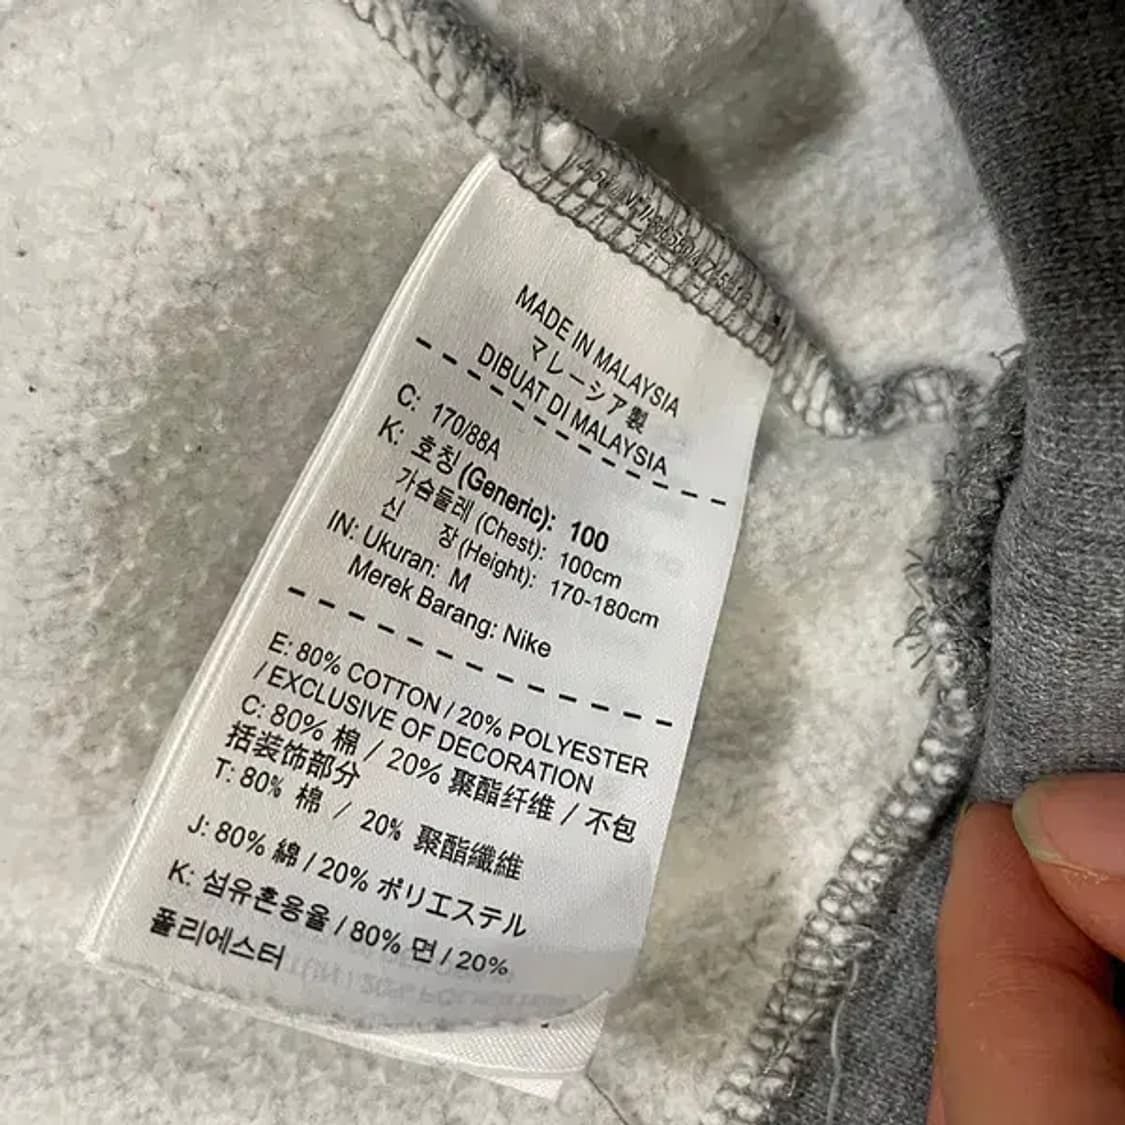 MADE IN MALAYSIA
マレーシア製
DIBUAT DI MALAYSIA
C: 170/88A
K: 호칭 (Generic): 100
가슴둘레 (Chest): 100cm
신 장 (Height): 170-180cm
IN: Ukuran: M
Merek Barang: Nike
E: 80% COTTON / 20% POLYESTER
/ EXCLUSIVE OF DECORATION
C: 80% 棉 / 20% 聚酯纤维 / 不包
括装饰部分
T: 80% 棉 / 20% 聚酯纖維
J: 80% 綿 / 20% ポリエステル
K: 섬유혼용율 / 80% 면 / 20%
폴리에스터